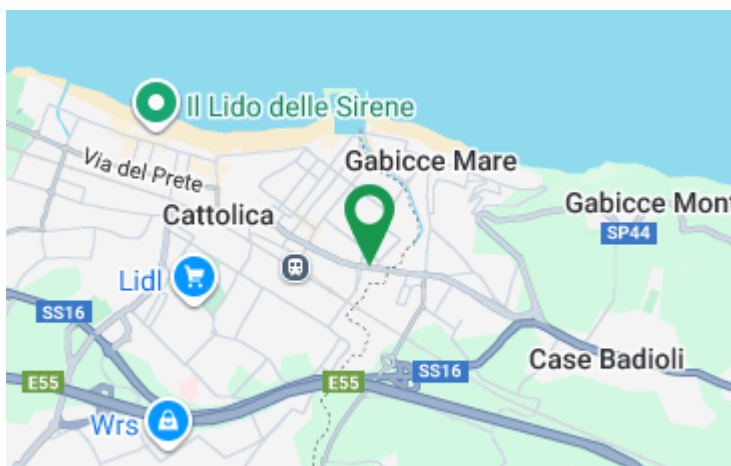 Il Lido delle Sirene
Via del Prete
Gabicce Mare
Cattolica
Gabicce Mont
SP44
Lidl
SS16
Case Badioli
SS16
E55
E55
Wrs